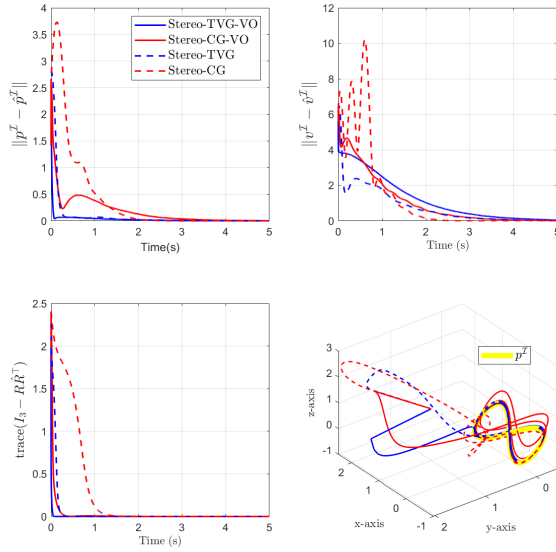 Stereo-TVG-VO
Stereo-CG-VO
Stereo-TVG
Stereo-CG
∥p^ℐ − p̂^ℐ∥
4
3.5
3
2.5
2
1.5
1
0.5
0
0 1 2 3 4 5
Time(s)
∥v^ℐ − v̂^ℐ∥
12
10
8
6
4
2
0
0 1 2 3 4 5
Time (s)
trace(I₃ − RR̂^⊤)
2.5
2
1.5
1
0.5
0
0 1 2 3 4 5
Time (s)
p^ℐ
z-axis
3
2
1
0
-1
2
1
0
-1
x-axis
2
1
0
y-axis